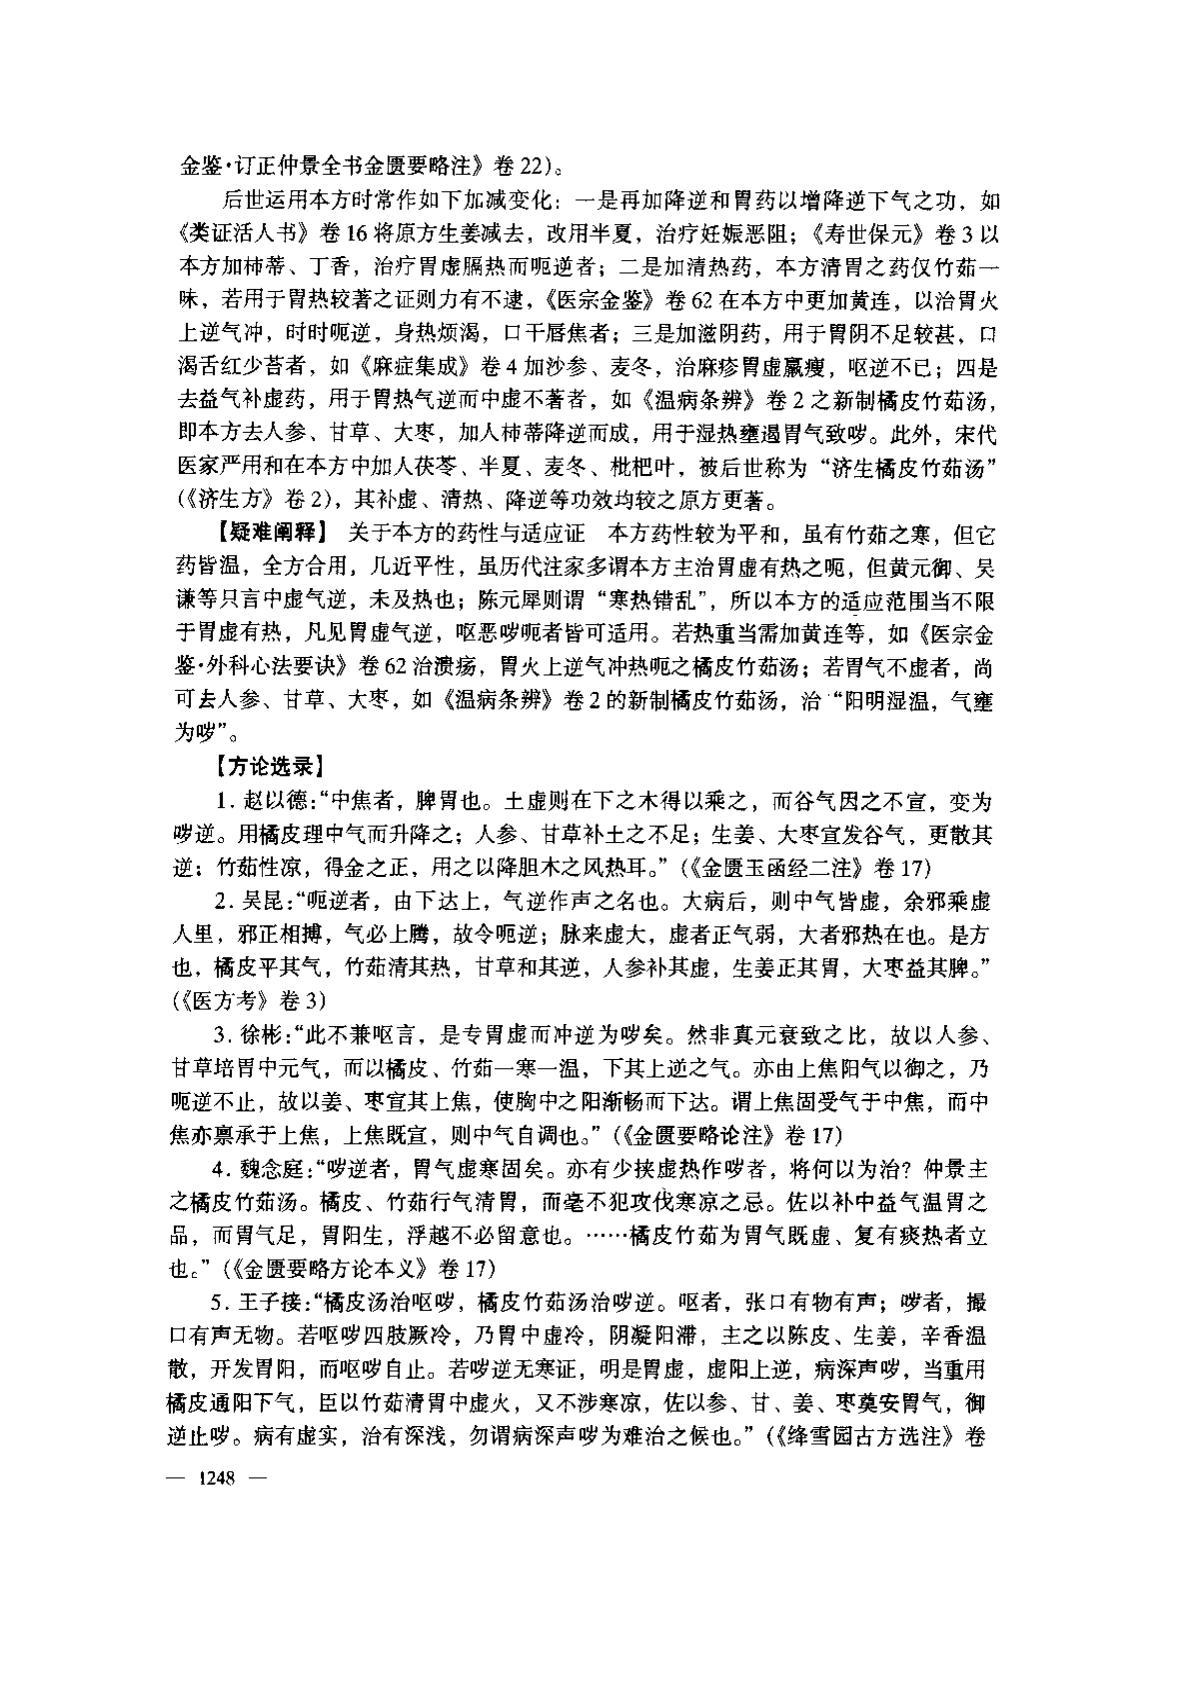 金鉴·订正仲景全书金匮要略注》卷 22)。
后世运用本方时常作如下加减变化：一是再加降逆和胃药以增降逆下气之功，如
《类证活人书》卷 16 将原方生姜减去，改用半夏，治疗妊娠恶阻；《寿世保元》卷 3 以
本方加柿蒂、丁香，治疗胃虚膈热而呃逆者；二是加清热药，本方清胃之药仅竹茹一
味，若用于胃热较著之证则力有不逮，《医宗金鉴》卷 62 在本方中更加黄连，以治胃火
上逆气冲，时时呃逆，身热烦渴，口干唇焦者；三是加滋阴药，用于胃阴不足较甚，口
渴舌红少苔者，如《麻症集成》卷 4 加沙参、麦冬，治麻疹胃虚羸瘦，呕逆不已；四是
去益气补虚药，用于胃热气逆而中虚不著者，如《温病条辨》卷 2 之新制橘皮竹茹汤，
即本方去人参、甘草、大枣，加人柿蒂降逆而成，用于湿热壅遏胃气致哕。此外，宋代
医家严用和在本方中加人茯苓、半夏、麦冬、枇杷叶，被后世称为“济生橘皮竹茹汤”
(《济生方》卷 2)，其补虚、清热、降逆等功效均较之原方更著。
【疑难阐释】 关于本方的药性与适应证 本方药性较为平和，虽有竹茹之寒，但它
药皆温，全方合用，几近平性，虽历代注家多谓本方主治胃虚有热之呃，但黄元御、吴
谦等只言中虚气逆，未及热也；陈元犀则谓“寒热错乱”，所以本方的适应范围当不限
于胃虚有热，凡见胃虚气逆，呕恶哕呃者皆可适用。若热重当需加黄连等，如《医宗金
鉴·外科心法要诀》卷 62 治溃疡，胃火上逆气冲热呃之橘皮竹茹汤；若胃气不虚者，尚
可去人参、甘草、大枣，如《温病条辨》卷 2 的新制橘皮竹茹汤，治“阳明湿温，气壅
为哕”。
【方论选录】
1. 赵以德：“中焦者，脾胃也。土虚则在下之木得以乘之，而谷气因之不宣，变为
哕逆。用橘皮理中气而升降之；人参、甘草补土之不足；生姜、大枣宣发谷气，更散其
逆；竹茹性凉，得金之正，用之以降胆木之风热耳。”(《金匮玉函经二注》卷 17)
2. 吴昆：“呃逆者，由下达上，气逆作声之名也。大病后，则中气皆虚，余邪乘虚
人里，邪正相搏，气必上腾，故令呃逆；脉来虚大，虚者正气弱，大者邪热在也。是方
也，橘皮平其气，竹茹清其热，甘草和其逆，人参补其虚，生姜正其胃，大枣益其脾。”
(《医方考》卷 3)
3. 徐彬：“此不兼呕言，是专胃虚而冲逆为哕矣。然非真元衰致之比，故以人参、
甘草培胃中元气，而以橘皮、竹茹一寒一温，下其上逆之气。亦由上焦阳气以御之，乃
呃逆不止，故以姜、枣宣其上焦，使胸中之阳渐畅而下达。谓上焦固受气于中焦，而中
焦亦禀承于上焦，上焦既宣，则中气自调也。”(《金匮要略论注》卷 17)
4. 魏念庭：“哕逆者，胃气虚寒固矣。亦有少挟虚热作哕者，将何以为治？仲景主
之橘皮竹茹汤。橘皮、竹茹行气清胃，而毫不犯攻伐寒凉之忌。佐以补中益气温胃之
品，而胃气足，胃阳生，浮越不必留意也。……橘皮竹茹为胃气既虚、复有痰热者立
也。”(《金匮要略方论本义》卷 17)
5. 王子接：“橘皮汤治呕哕，橘皮竹茹汤治哕逆。呕者，张口有物有声；哕者，撮
口有声无物。若呕哕四肢厥冷，乃胃中虚冷，阴凝阳滞，主之以陈皮、生姜，辛香温
散，开发胃阳，而呕哕自止。若哕逆无寒证，明是胃虚，虚阳上逆，病深声哕，当重用
橘皮通阳下气，臣以竹茹清胃中虚火，又不涉寒凉，佐以参、甘、姜、枣奠安胃气，御
逆止哕。病有虚实，治有深浅，勿谓病深声哕为难治之候也。”(《绛雪园古方选注》卷
— 1248 —